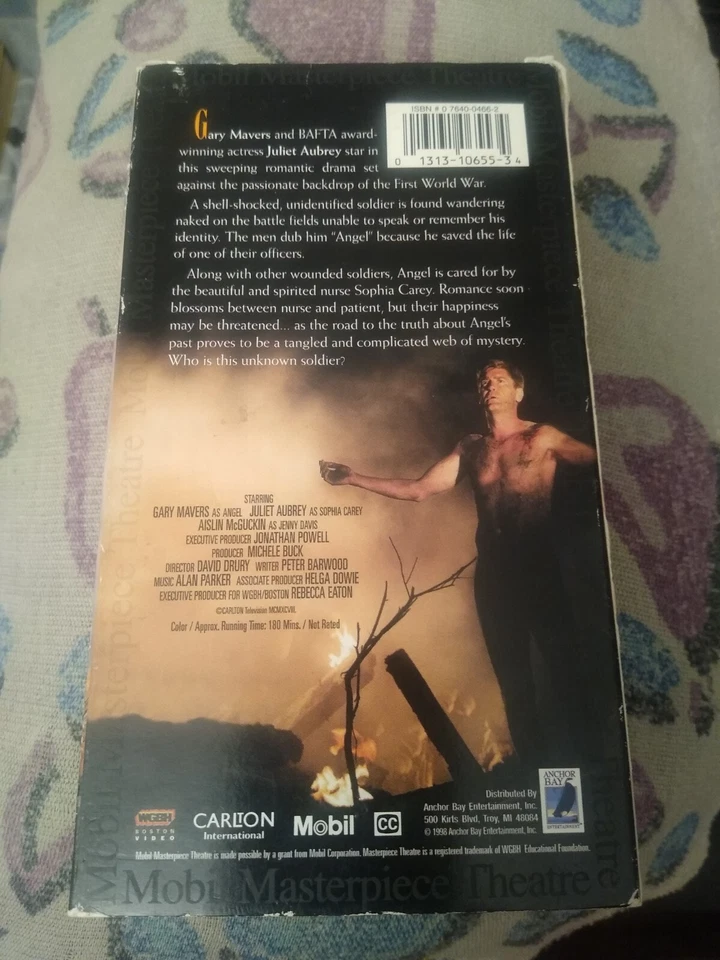 Mobil Masterpiece Theatre
ISBN # 0 7640-0466-2
0 1313-10655-3 4
Gary Mavers and BAFTA award-
winning actress Juliet Aubrey star in
this sweeping romantic drama set
against the passionate backdrop of the First World War.
A shell-shocked, unidentified soldier is found wandering
naked on the battle fields unable to speak or remember his
identity. The men dub him "Angel" because he saved the life
of one of their officers.
Along with other wounded soldiers, Angel is cared for by
the beautiful and spirited nurse Sophia Carey. Romance soon
blossoms between nurse and patient, but their happiness
may be threatened... as the road to the truth about Angel's
past proves to be a tangled and complicated web of mystery.
Who is this unknown soldier?
STARRING
GARY MAVERS AS ANGEL JULIET AUBREY AS SOPHIA CAREY
AISLIN McGUCKIN AS JENNY DAVIS
EXECUTIVE PRODUCER JONATHAN POWELL
PRODUCER MICHELE BUCK
DIRECTOR DAVID DRURY WRITER PETER BARWOOD
MUSIC ALAN PARKER ASSOCIATE PRODUCER HELGA DOWIE
EXECUTIVE PRODUCER FOR WGBH/BOSTON REBECCA EATON
©CARLTON Television MCMXCVIII.
Color / Approx. Running Time: 180 Mins. / Not Rated
WGBH
BOSTON
VIDEO
CARLTON
International
Mobil
CC
Distributed By
Anchor Bay Entertainment, Inc.
500 Kirts Blvd, Troy, MI 48084
© 1998 Anchor Bay Entertainment, Inc.
ANCHOR
BAY
ENTERTAINMENT
Mobil Masterpiece Theatre is made possible by a grant from Mobil Corporation. Masterpiece Theatre is a registered trademark of WGBH Educational Foundation.
Mobil Masterpiece Theatre